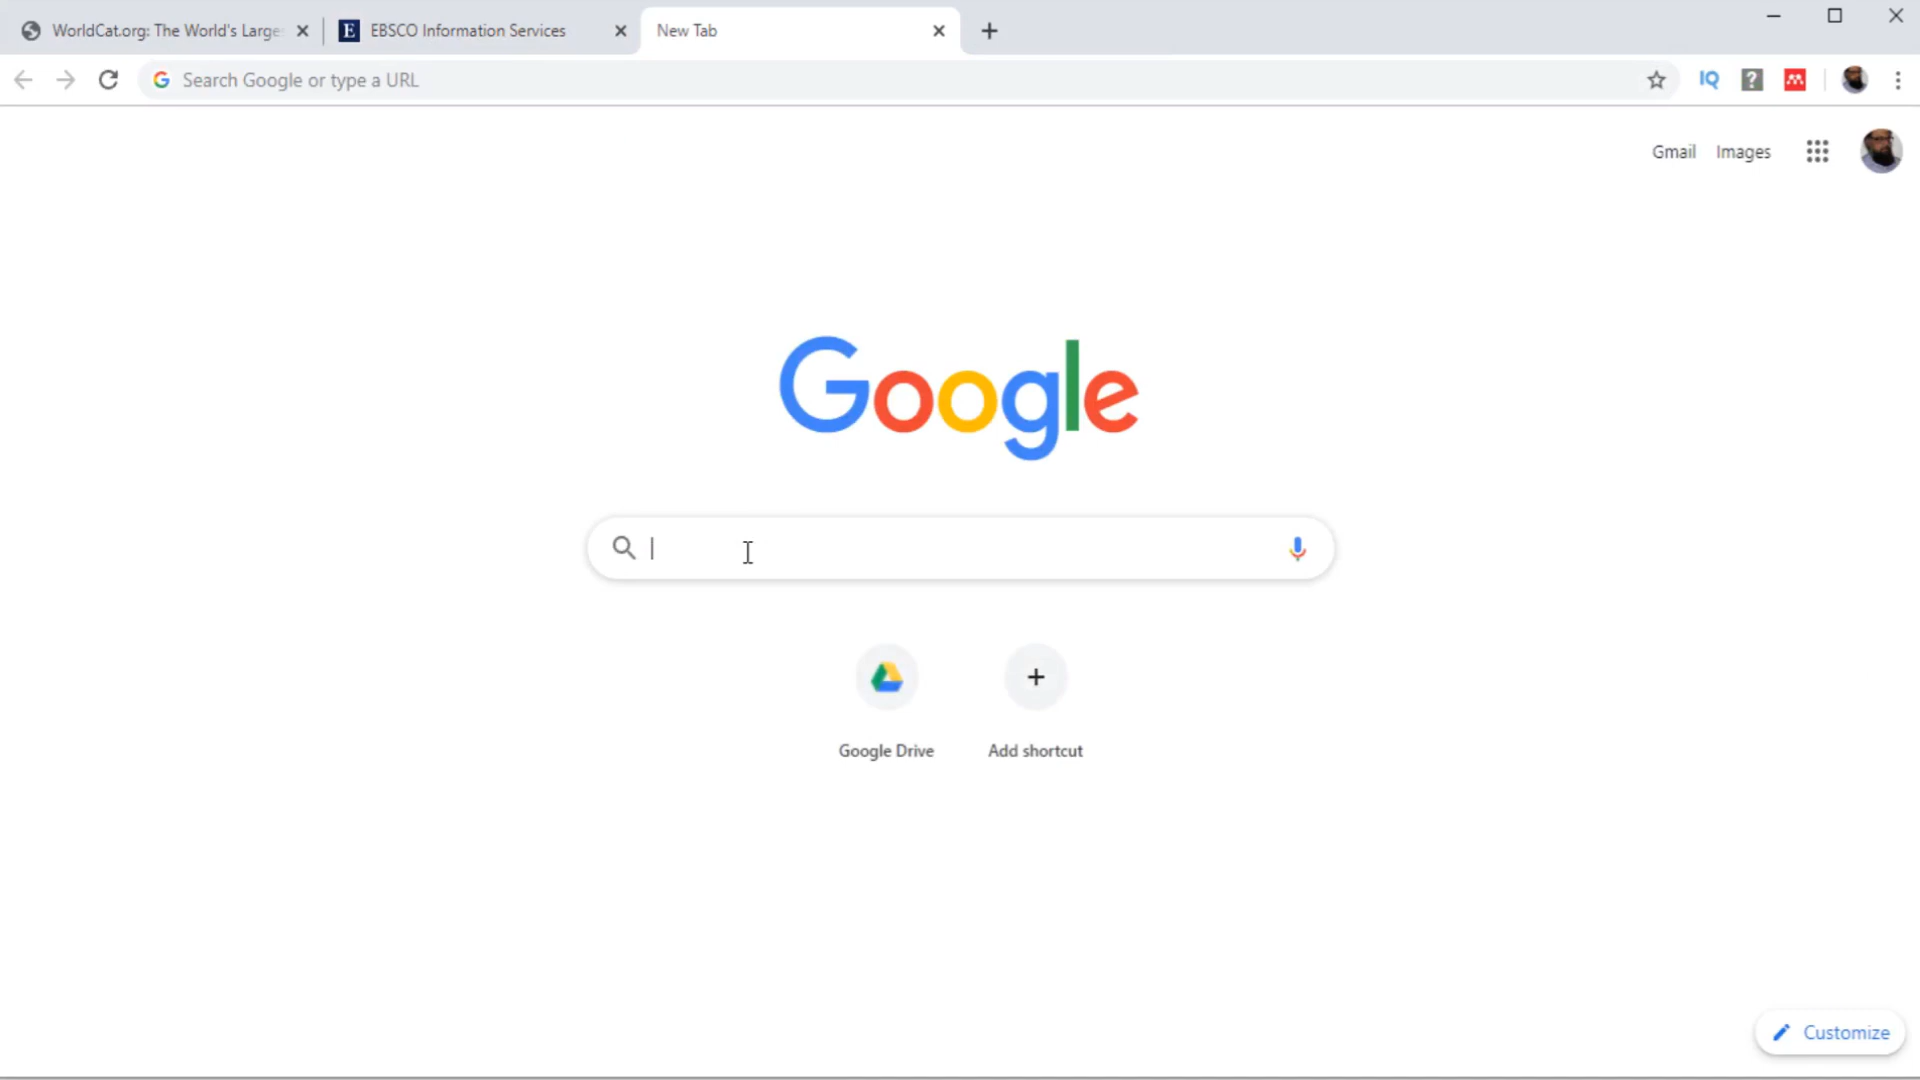 WorldCat.org: The World's Large
E EBSCO Information Services
New Tab
Search Google or type a URL
IQ
?
Gmail
Images
Google
Google Drive
Add shortcut
Customize